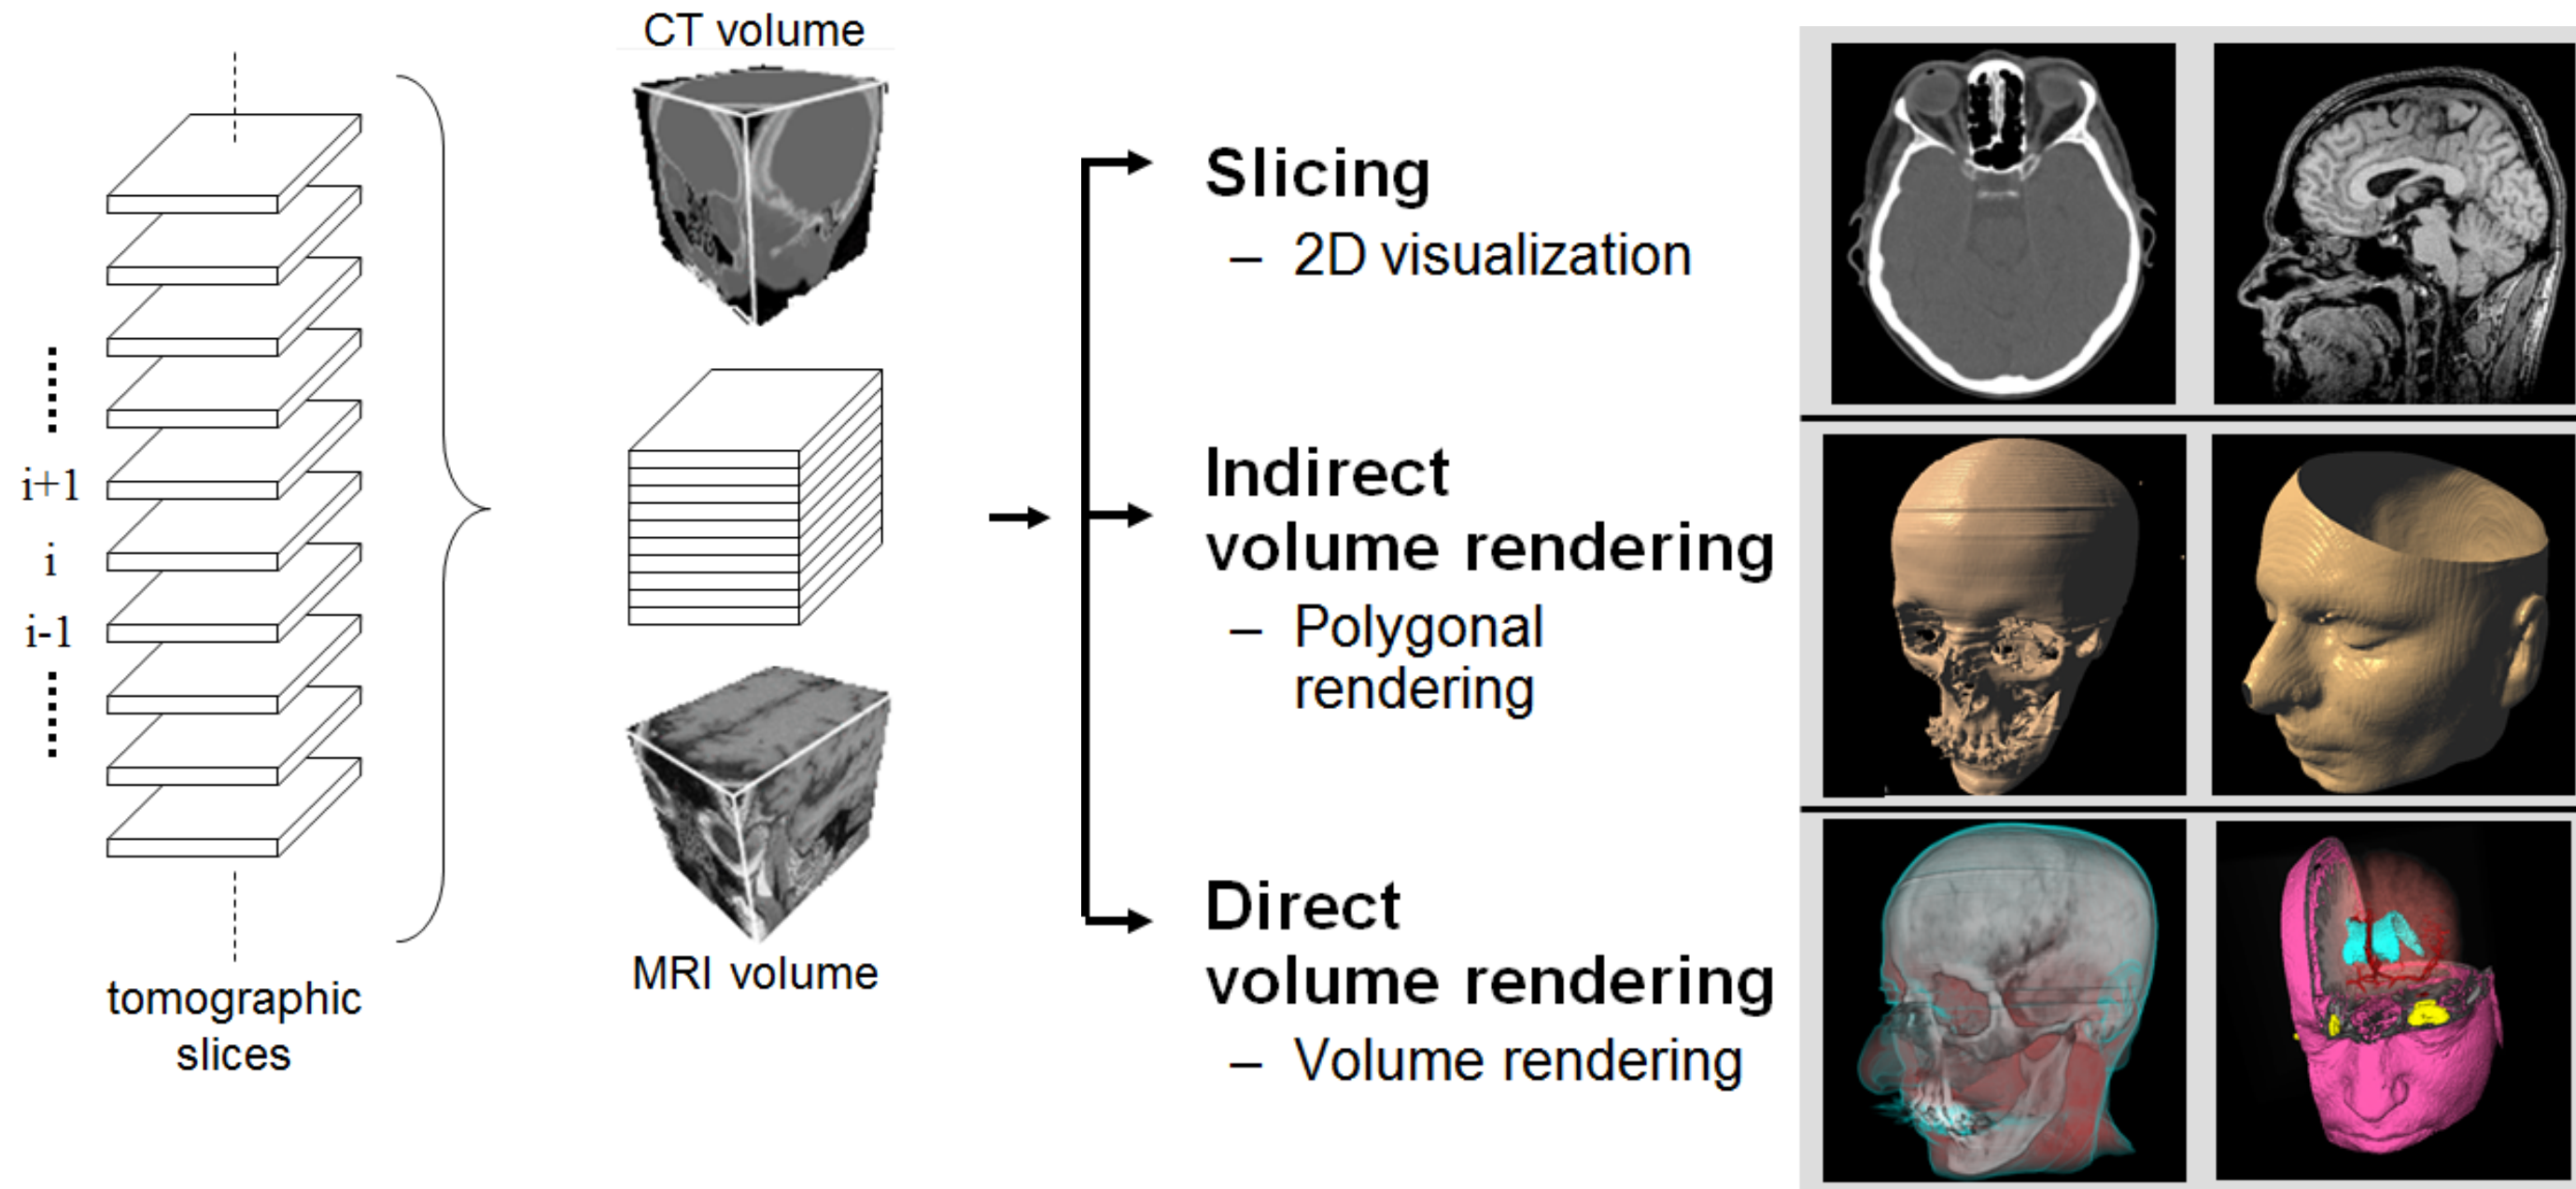 CT volume
i+1
i
i-1
tomographic
slices
MRI volume
Slicing
– 2D visualization
Indirect
volume rendering
– Polygonal
rendering
Direct
volume rendering
– Volume rendering